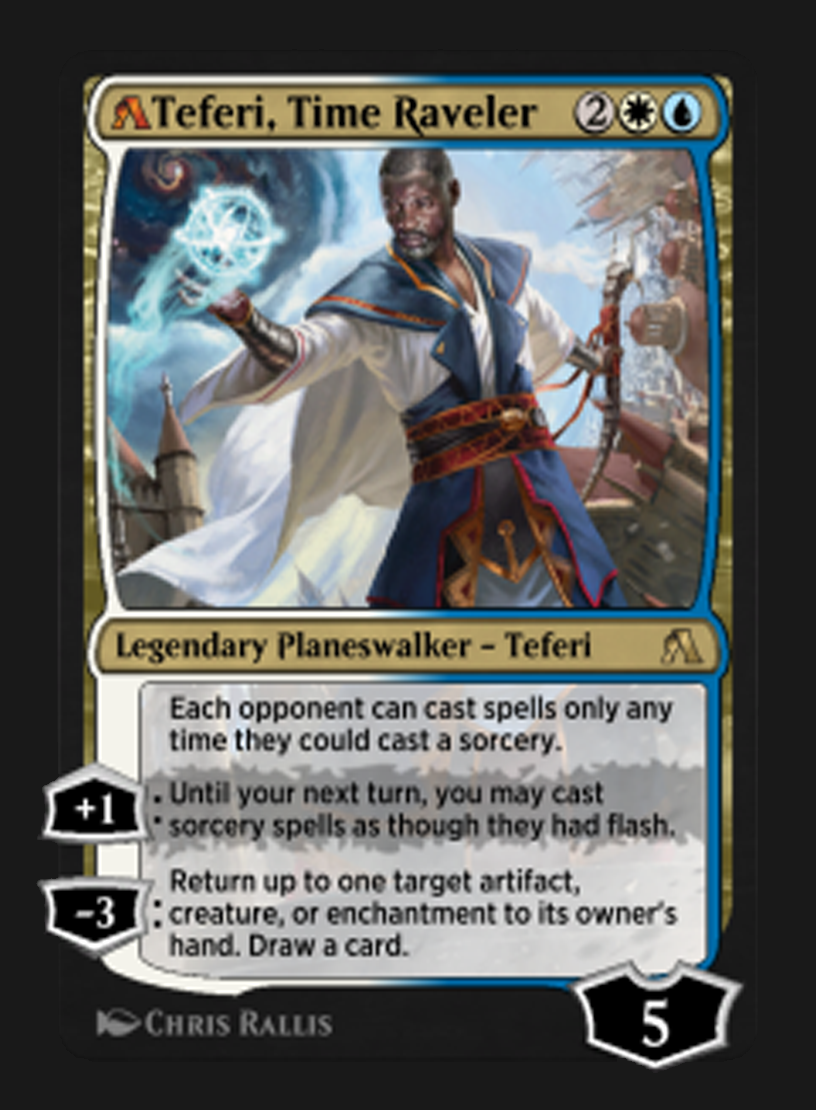 Teferi, Time Raveler 2
Legendary Planeswalker – Teferi
Each opponent can cast spells only any
time they could cast a sorcery.
+1: Until your next turn, you may cast
sorcery spells as though they had flash.
−3: Return up to one target artifact,
creature, or enchantment to its owner's
hand. Draw a card.
Chris Rallis
5